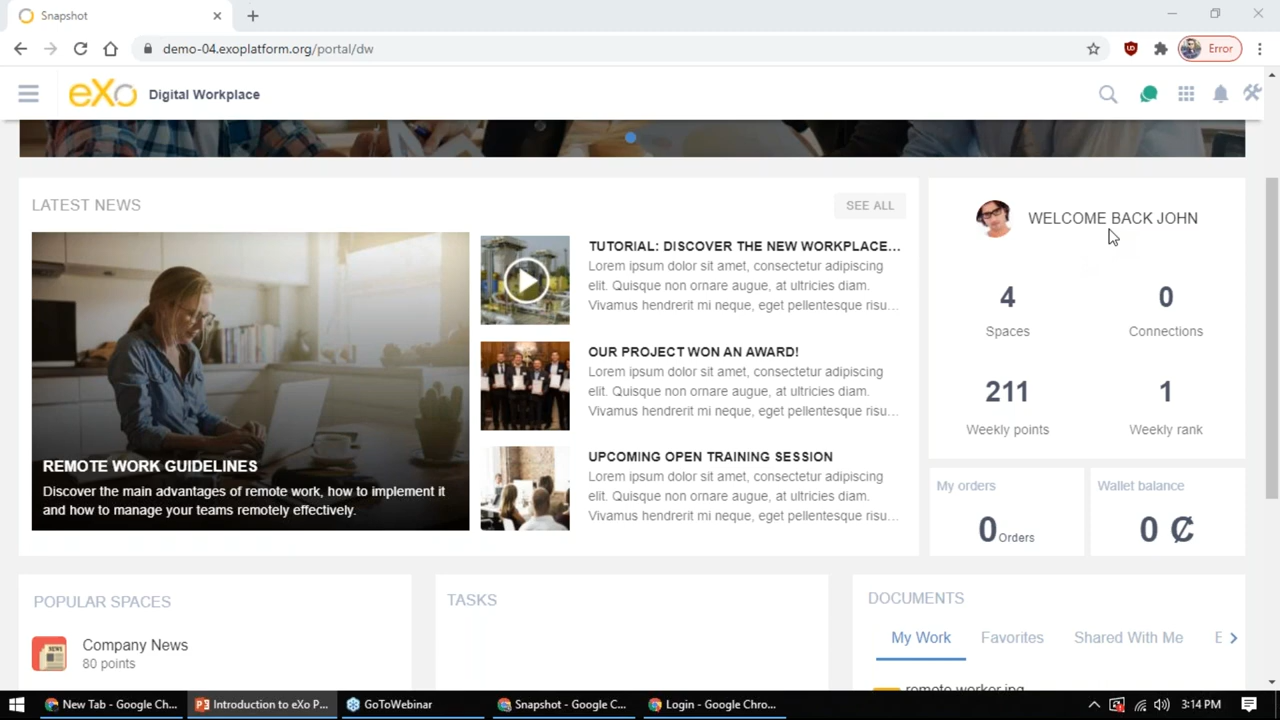 Snapshot
demo-04.exoplatform.org/portal/dw
Error
eXo Digital Workplace
LATEST NEWS
SEE ALL
REMOTE WORK GUIDELINES
Discover the main advantages of remote work, how to implement it
and how to manage your teams remotely effectively.
TUTORIAL: DISCOVER THE NEW WORKPLACE...
Lorem ipsum dolor sit amet, consectetur adipiscing
elit. Quisque non ornare augue, at ultricies diam.
Vivamus hendrerit mi neque, eget pellentesque risu...
OUR PROJECT WON AN AWARD!
Lorem ipsum dolor sit amet, consectetur adipiscing
elit. Quisque non ornare augue, at ultricies diam.
Vivamus hendrerit mi neque, eget pellentesque risu...
UPCOMING OPEN TRAINING SESSION
Lorem ipsum dolor sit amet, consectetur adipiscing
elit. Quisque non ornare augue, at ultricies diam.
Vivamus hendrerit mi neque, eget pellentesque risu...
WELCOME BACK JOHN
4
Spaces
0
Connections
211
Weekly points
1
Weekly rank
My orders
0 Orders
Wallet balance
0 ₵
POPULAR SPACES
NEWS
Company News
80 points
TASKS
DOCUMENTS
My Work
Favorites
Shared With Me
E
remote worker.jpg
New Tab - Google Ch...
Introduction to eXo P...
GoToWebinar
Snapshot - Google C...
Login - Google Chro...
3:14 PM